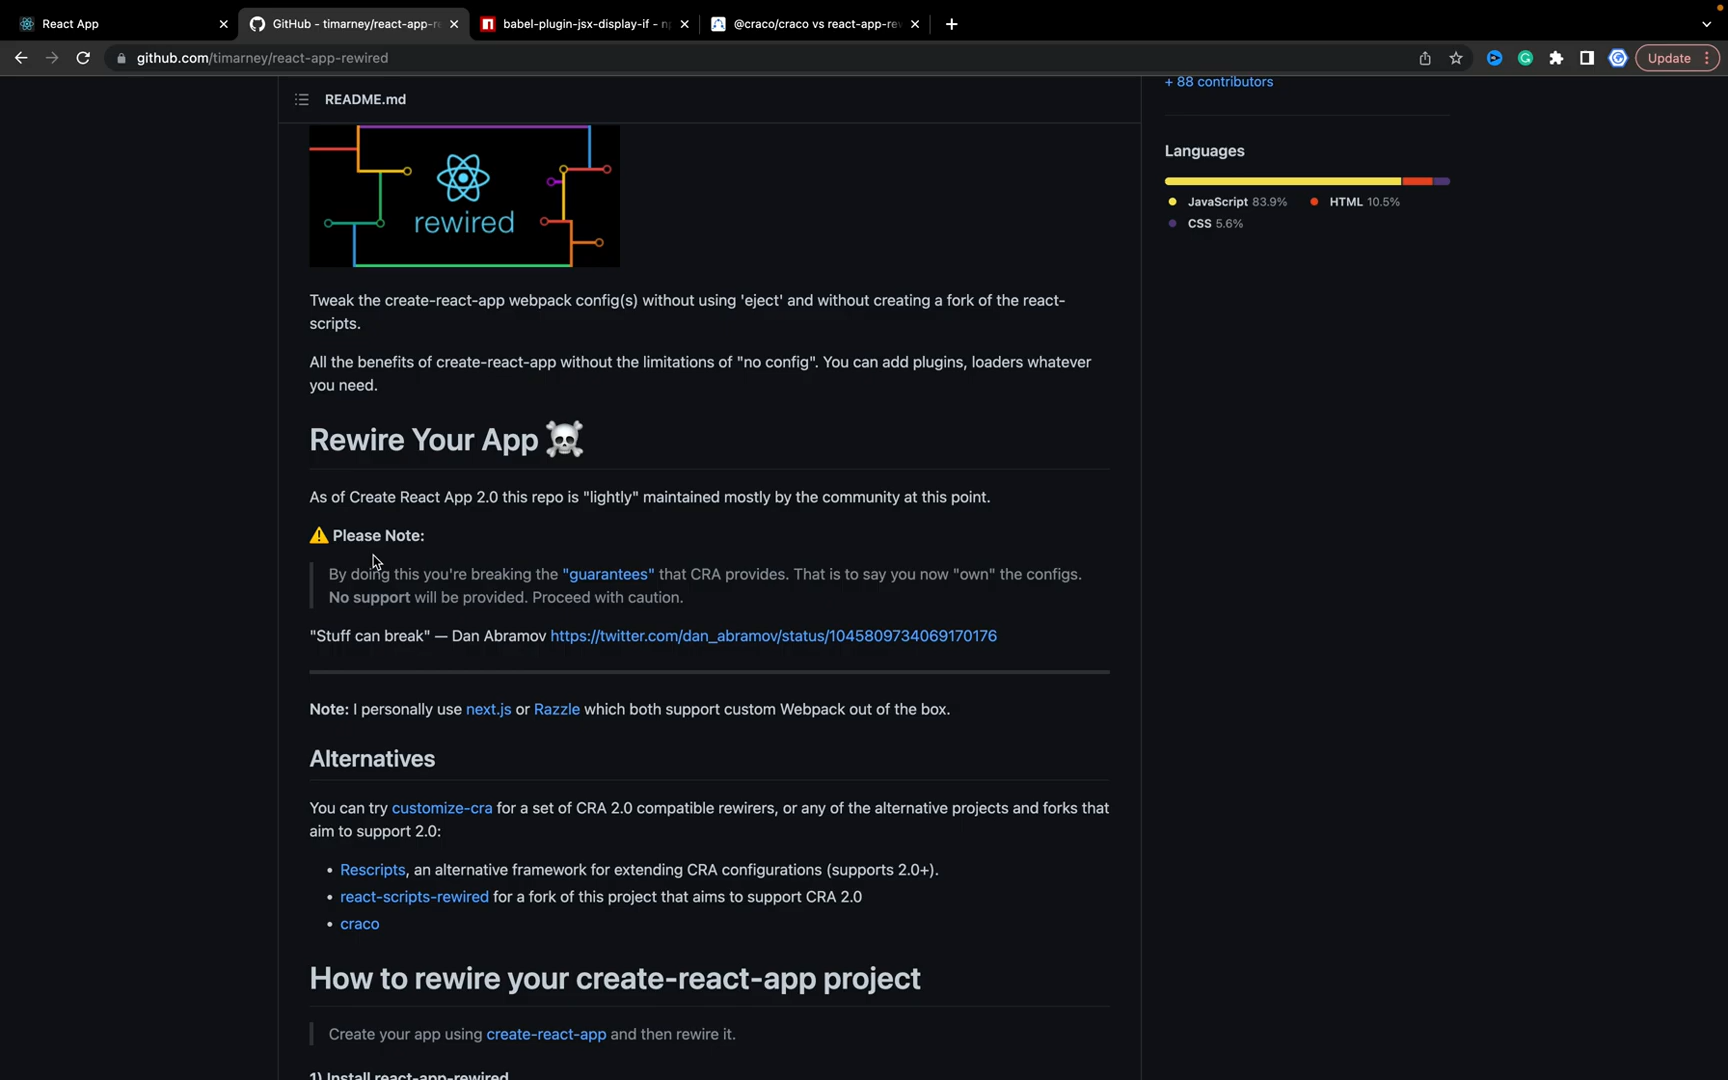 React App
GitHub - timarney/react-app-r
babel-plugin-jsx-display-if - n
@craco/craco vs react-app-re
github.com/timarney/react-app-rewired
Update
+ 88 contributors
README.md
rewired
Languages
JavaScript 83.9%
HTML 10.5%
CSS 5.6%
Tweak the create-react-app webpack config(s) without using 'eject' and without creating a fork of the react-
scripts.
All the benefits of create-react-app without the limitations of "no config". You can add plugins, loaders whatever
you need.
Rewire Your App ☠️
As of Create React App 2.0 this repo is "lightly" maintained mostly by the community at this point.
⚠️ Please Note:
By doing this you're breaking the "guarantees" that CRA provides. That is to say you now "own" the configs.
No support will be provided. Proceed with caution.
"Stuff can break" — Dan Abramov https://twitter.com/dan_abramov/status/1045809734069170176
Note: I personally use next.js or Razzle which both support custom Webpack out of the box.
Alternatives
You can try customize-cra for a set of CRA 2.0 compatible rewirers, or any of the alternative projects and forks that
aim to support 2.0:
• Rescripts, an alternative framework for extending CRA configurations (supports 2.0+).
• react-scripts-rewired for a fork of this project that aims to support CRA 2.0
• craco
How to rewire your create-react-app project
Create your app using create-react-app and then rewire it.
1) Install react-app-rewired